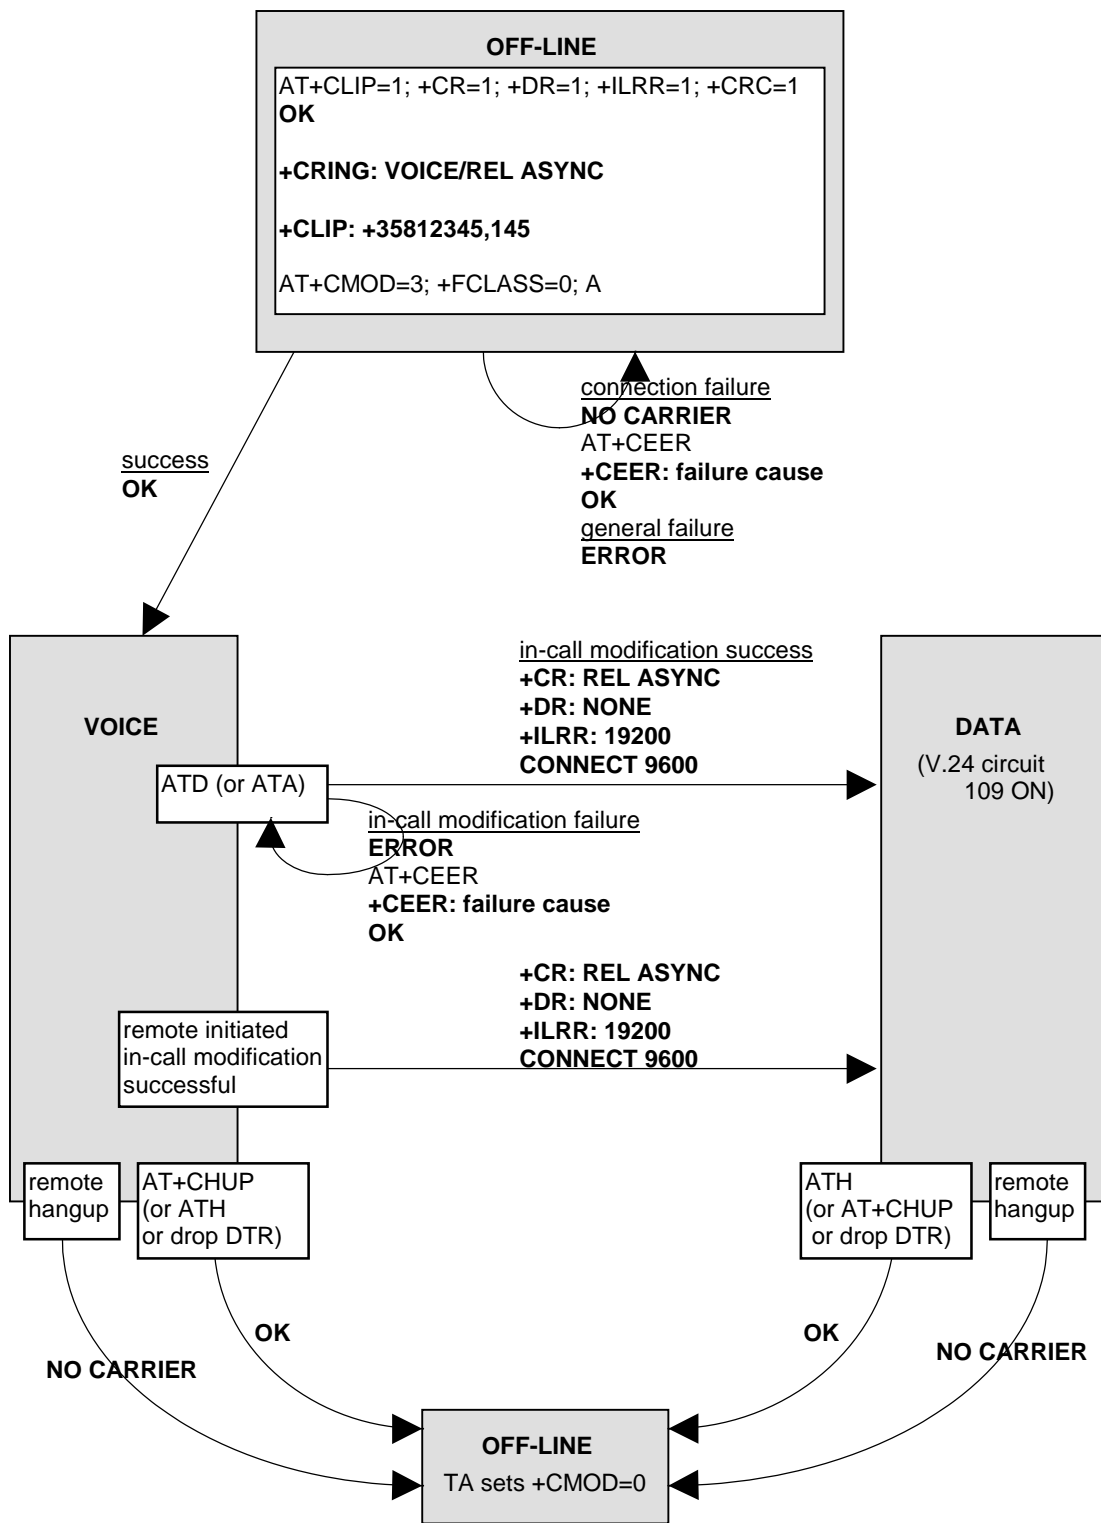 OFF-LINE
AT+CLIP=1; +CR=1; +DR=1; +ILRR=1; +CRC=1
OK
+CRING: VOICE/REL ASYNC
+CLIP: +35812345,145
AT+CMOD=3; +FCLASS=0; A
connection failure
NO CARRIER
AT+CEER
+CEER: failure cause
OK
general failure
ERROR
success
OK
VOICE
in-call modification success
+CR: REL ASYNC
+DR: NONE
+ILRR: 19200
CONNECT 9600
DATA
(V.24 circuit
109 ON)
ATD (or ATA)
in-call modification failure
ERROR
AT+CEER
+CEER: failure cause
OK
+CR: REL ASYNC
+DR: NONE
+ILRR: 19200
CONNECT 9600
remote initiated
in-call modification
successful
remote
hangup
AT+CHUP
(or ATH
or drop DTR)
ATH
(or AT+CHUP
or drop DTR)
remote
hangup
OK
NO CARRIER
OK
NO CARRIER
OFF-LINE
TA sets +CMOD=0